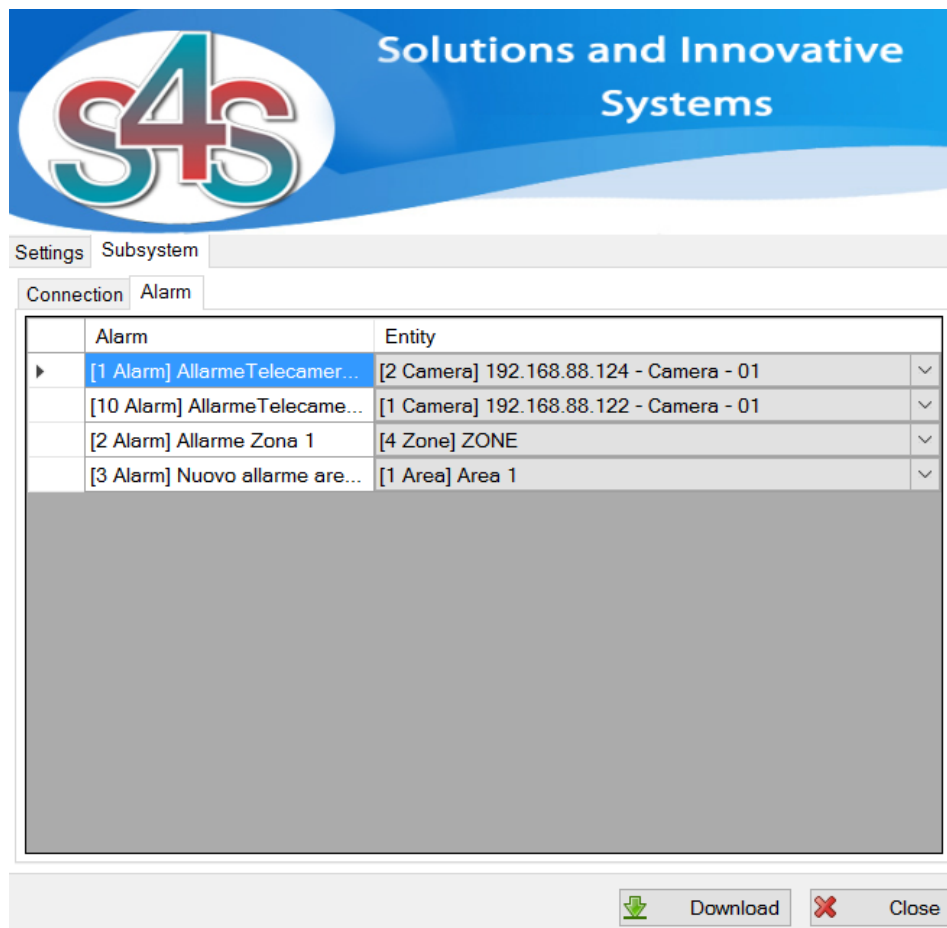 S4S
Solutions and Innovative
Systems
Settings Subsystem
Connection Alarm
Alarm Entity
[1 Alarm] AllarmeTelecamer... [2 Camera] 192.168.88.124 - Camera - 01
[10 Alarm] AllarmeTelecame... [1 Camera] 192.168.88.122 - Camera - 01
[2 Alarm] Allarme Zona 1 [4 Zone] ZONE
[3 Alarm] Nuovo allarme are... [1 Area] Area 1
Download Close